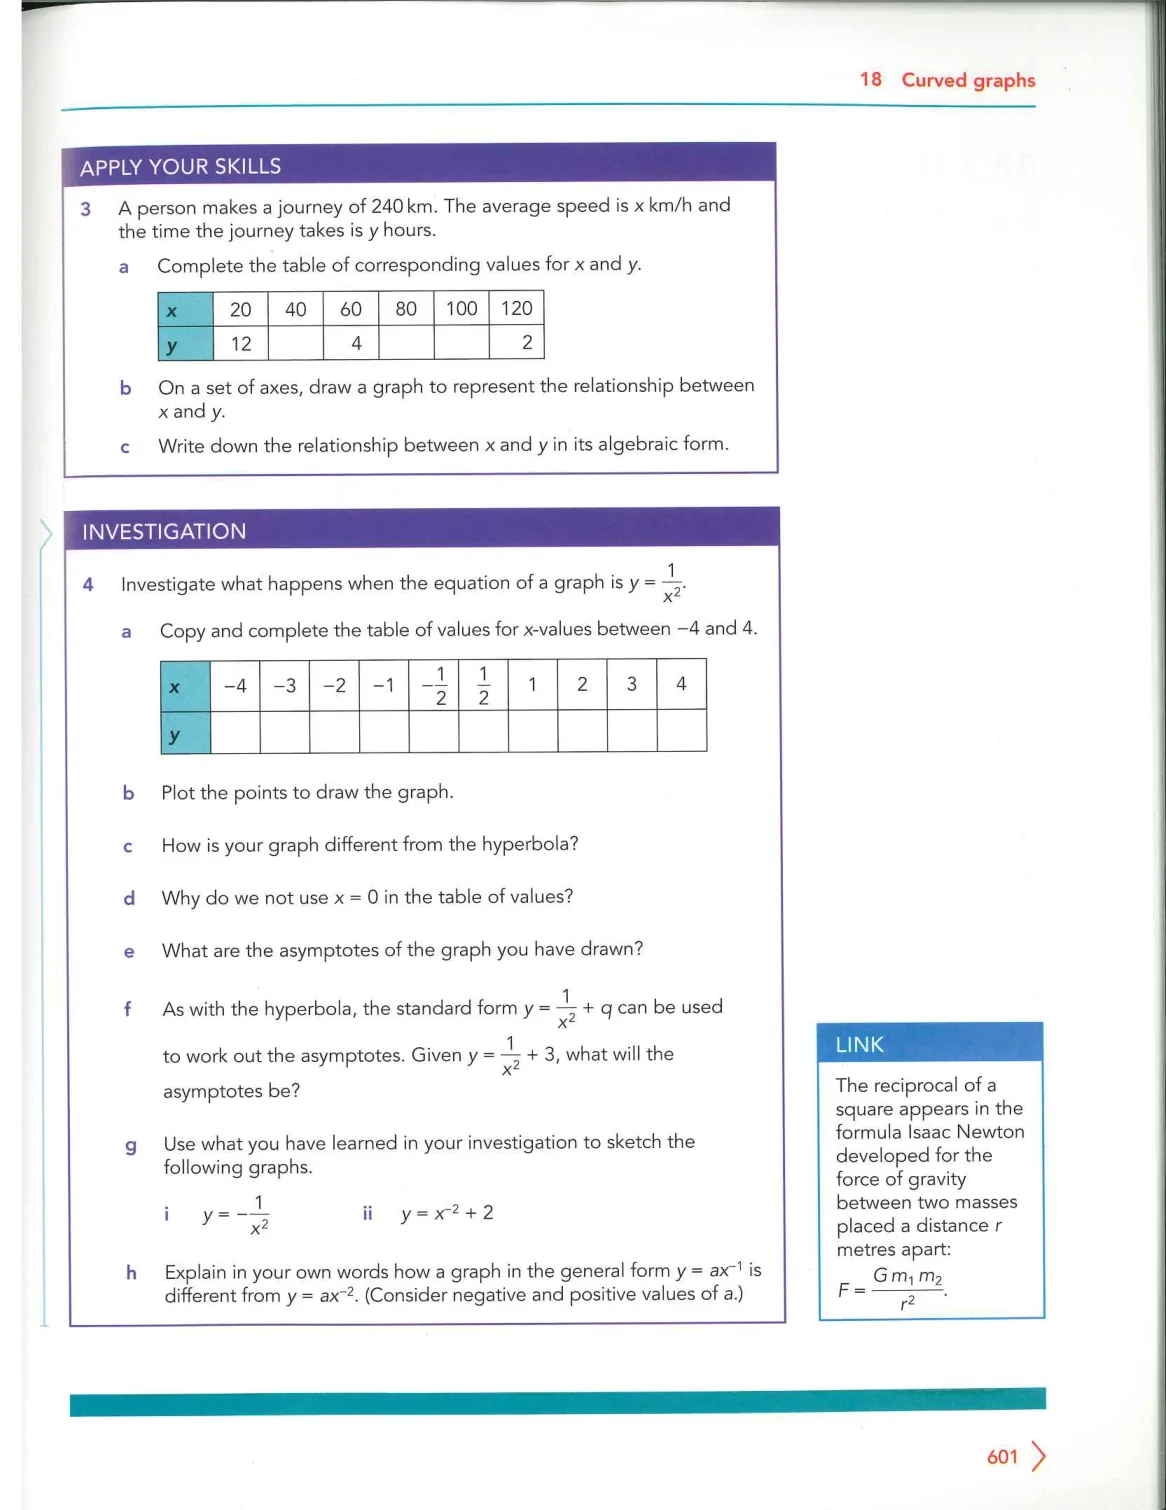 18 Curved graphs
APPLY YOUR SKILLS
3 A person makes a journey of 240 km. The average speed is x km/h and
the time the journey takes is y hours.
a Complete the table of corresponding values for x and y.
x 20 40 60 80 100 120
y 12 4 2
b On a set of axes, draw a graph to represent the relationship between
x and y.
c Write down the relationship between x and y in its algebraic form.
INVESTIGATION
4 Investigate what happens when the equation of a graph is y = 1/x².
a Copy and complete the table of values for x-values between −4 and 4.
x −4 −3 −2 −1 −1/2 1/2 1 2 3 4
y
b Plot the points to draw the graph.
c How is your graph different from the hyperbola?
d Why do we not use x = 0 in the table of values?
e What are the asymptotes of the graph you have drawn?
f As with the hyperbola, the standard form y = 1/x² + q can be used
to work out the asymptotes. Given y = 1/x² + 3, what will the
asymptotes be?
g Use what you have learned in your investigation to sketch the
following graphs.
i y = −1/x² ii y = x⁻² + 2
h Explain in your own words how a graph in the general form y = ax⁻¹ is
different from y = ax⁻². (Consider negative and positive values of a.)
LINK
The reciprocal of a
square appears in the
formula Isaac Newton
developed for the
force of gravity
between two masses
placed a distance r
metres apart:
F = G m₁ m₂/r².
601